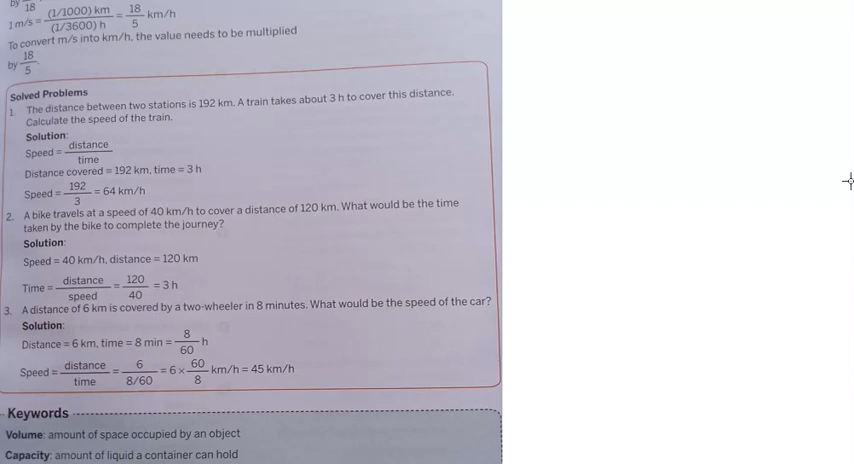 by 18
1 m/s = (1/1000) km / (1/3600) h = 18/5 km/h
To convert m/s into km/h, the value needs to be multiplied
by 18/5.
Solved Problems
1. The distance between two stations is 192 km. A train takes about 3 h to cover this distance.
Calculate the speed of the train.
Solution:
Speed = distance/time
Distance covered = 192 km, time = 3 h
Speed = 192/3 = 64 km/h
2. A bike travels at a speed of 40 km/h to cover a distance of 120 km. What would be the time
taken by the bike to complete the journey?
Solution:
Speed = 40 km/h, distance = 120 km
Time = distance/speed = 120/40 = 3 h
3. A distance of 6 km is covered by a two-wheeler in 8 minutes. What would be the speed of the car?
Solution:
Distance = 6 km, time = 8 min = 8/60 h
Speed = distance/time = 6/(8/60) = 6 × 60/8 km/h = 45 km/h
Keywords
Volume: amount of space occupied by an object
Capacity: amount of liquid a container can hold